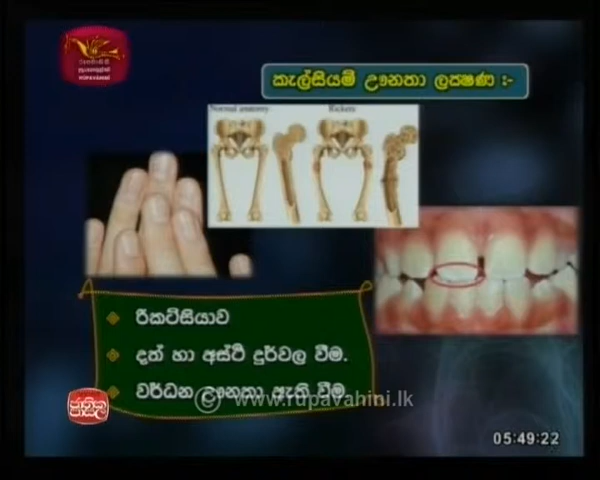 කැල්සියම් ඌනතා ලක්ෂණ :-
Normal anatomy
Rickets
රිකට්සියාව
දත් හා අස්ථි දුර්වල වීම.
වර්ධන ඌනතා ඇති වීම
© www.rupavahini.lk
ජාතික
පාසල
05:49:22